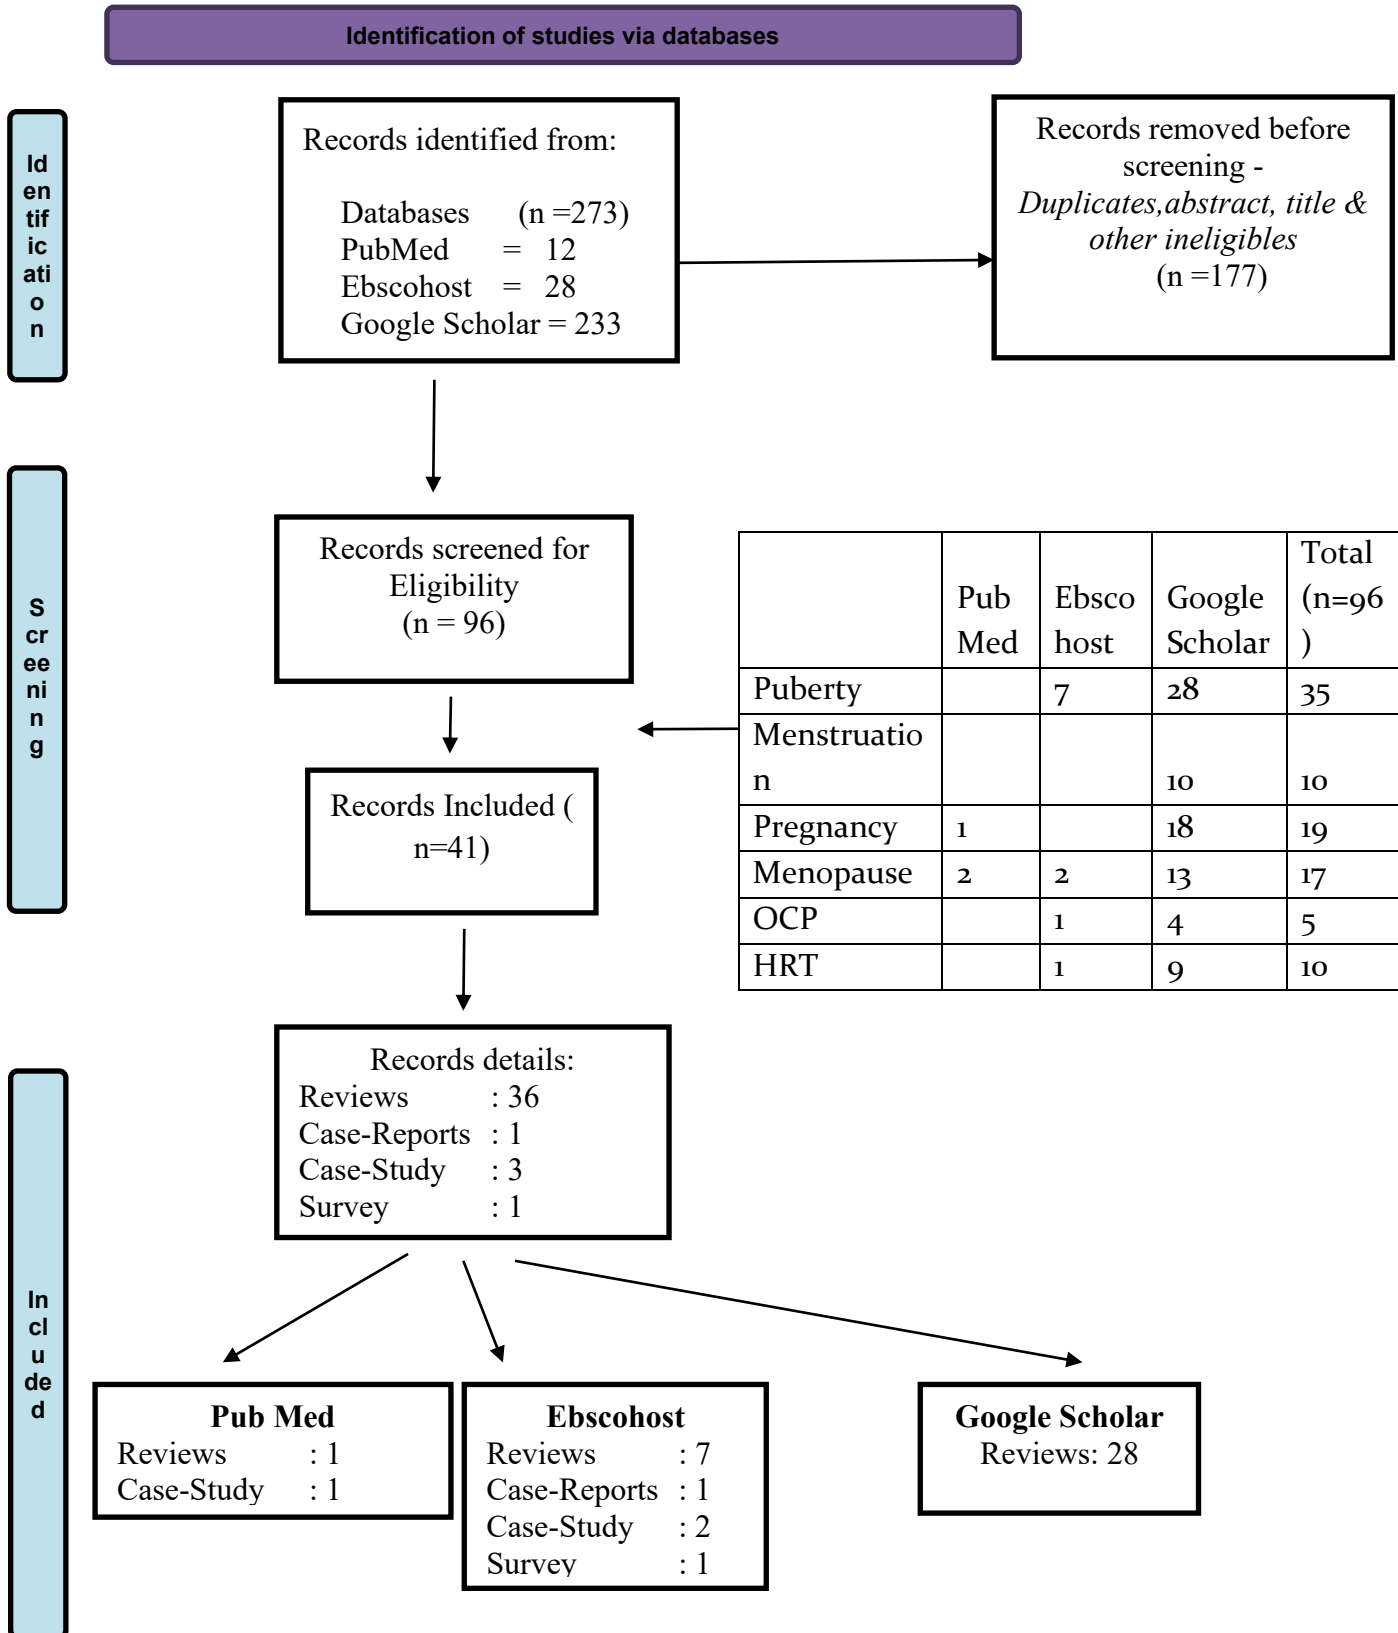 Identification of studies via databases
Id
en
tif
ic
ati
o
n
Records identified from:
Databases (n =273)
PubMed = 12
Ebscohost = 28
Google Scholar = 233
Records removed before
screening -
Duplicates,abstract, title &
other ineligibles
(n =177)
S
cr
ee
ni
n
g
Records screened for
Eligibility
(n = 96)
Records Included (
n=41)
Pub Med Ebsco host Google Scholar Total (n=96 )
Puberty 7 28 35
Menstruatio
n 10 10
Pregnancy 1 18 19
Menopause 2 2 13 17
OCP 1 4 5
HRT 1 9 10
In
cl
u
de
d
Records details:
Reviews : 36
Case-Reports : 1
Case-Study : 3
Survey : 1
Pub Med
Reviews : 1
Case-Study : 1
Ebscohost
Reviews : 7
Case-Reports : 1
Case-Study : 2
Survey : 1
Google Scholar
Reviews: 28